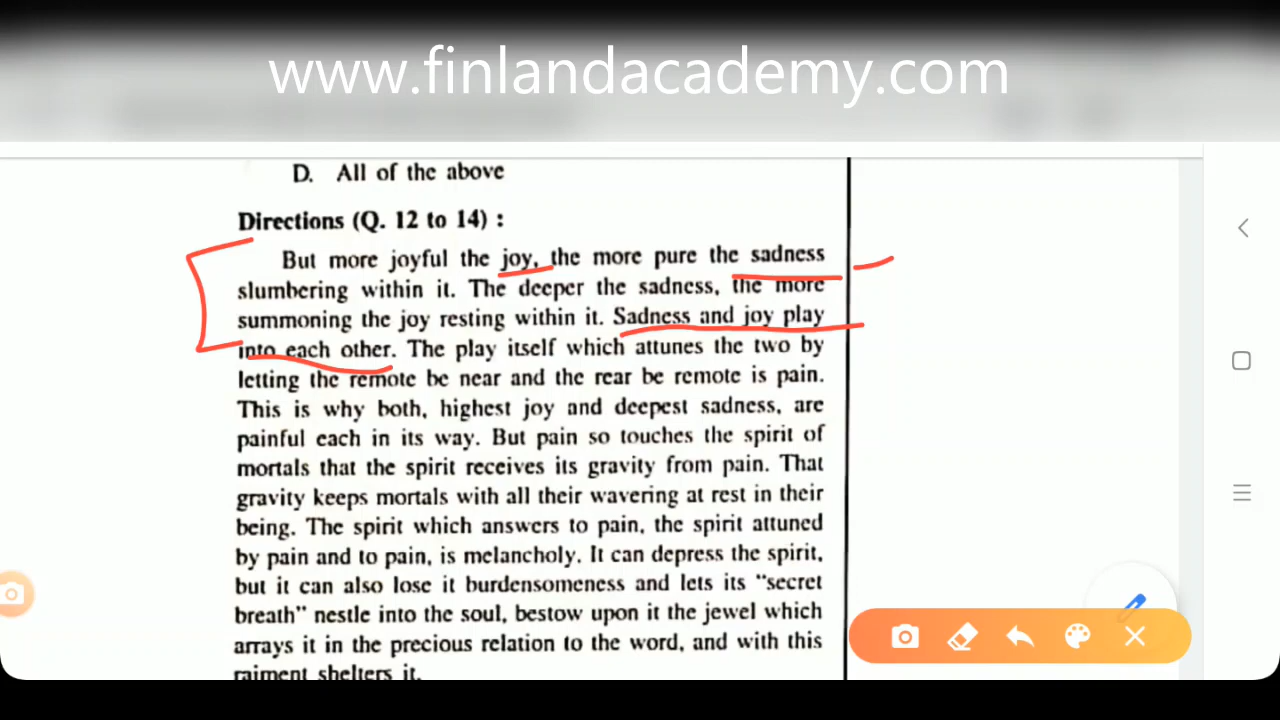 www.finlandacademy.com
D. All of the above
Directions (Q. 12 to 14) :
But more joyful the joy, the more pure the sadness
slumbering within it. The deeper the sadness, the more
summoning the joy resting within it. Sadness and joy play
into each other. The play itself which attunes the two by
letting the remote be near and the rear be remote is pain.
This is why both, highest joy and deepest sadness, are
painful each in its way. But pain so touches the spirit of
mortals that the spirit receives its gravity from pain. That
gravity keeps mortals with all their wavering at rest in their
being. The spirit which answers to pain, the spirit attuned
by pain and to pain, is melancholy. It can depress the spirit,
but it can also lose it burdensomeness and lets its "secret
breath" nestle into the soul, bestow upon it the jewel which
arrays it in the precious relation to the word, and with this
raiment shelters it.